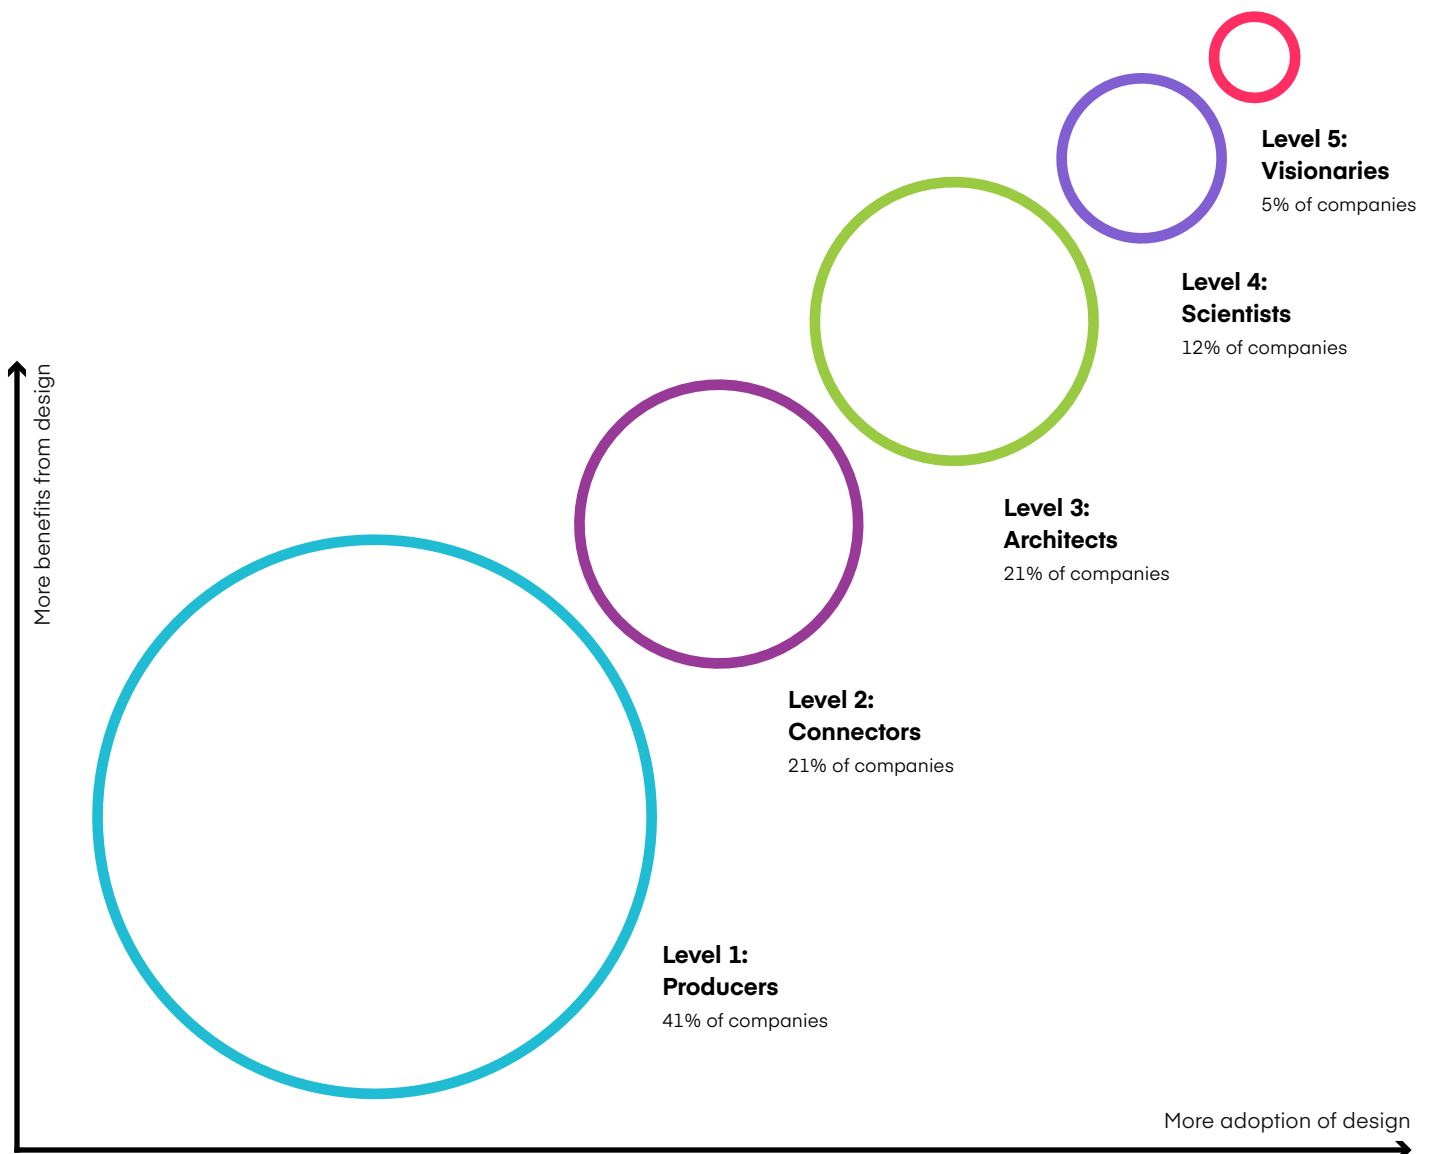 Level 5:
Visionaries
5% of companies
Level 4:
Scientists
12% of companies
More benefits from design
Level 3:
Architects
21% of companies
Level 2:
Connectors
21% of companies
Level 1:
Producers
41% of companies
More adoption of design